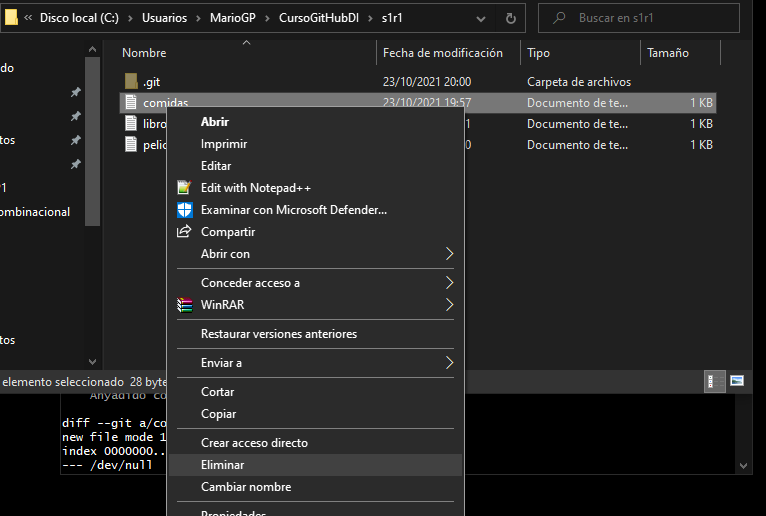 « Disco local (C:) > Usuarios > MarioGP > CursoGitHubDI > s1r1
Buscar en s1r1
Nombre Fecha de modificación Tipo Tamaño
.git 23/10/2021 20:00 Carpeta de archivos
comidas 23/10/2021 19:57 Documento de te... 1 KB
libro 1 Documento de te... 1 KB
pelic 0 Documento de te... 1 KB
do
tos
1
ombinacional
tos
Abrir
Imprimir
Editar
Edit with Notepad++
Examinar con Microsoft Defender...
Compartir
Abrir con
Conceder acceso a
WinRAR
Restaurar versiones anteriores
Enviar a
Cortar
Copiar
Crear acceso directo
Eliminar
Cambiar nombre
Propiedades
elemento seleccionado 28 byte
Anyadido co
diff --git a/co
new file mode 1
index 0000000..
--- /dev/null